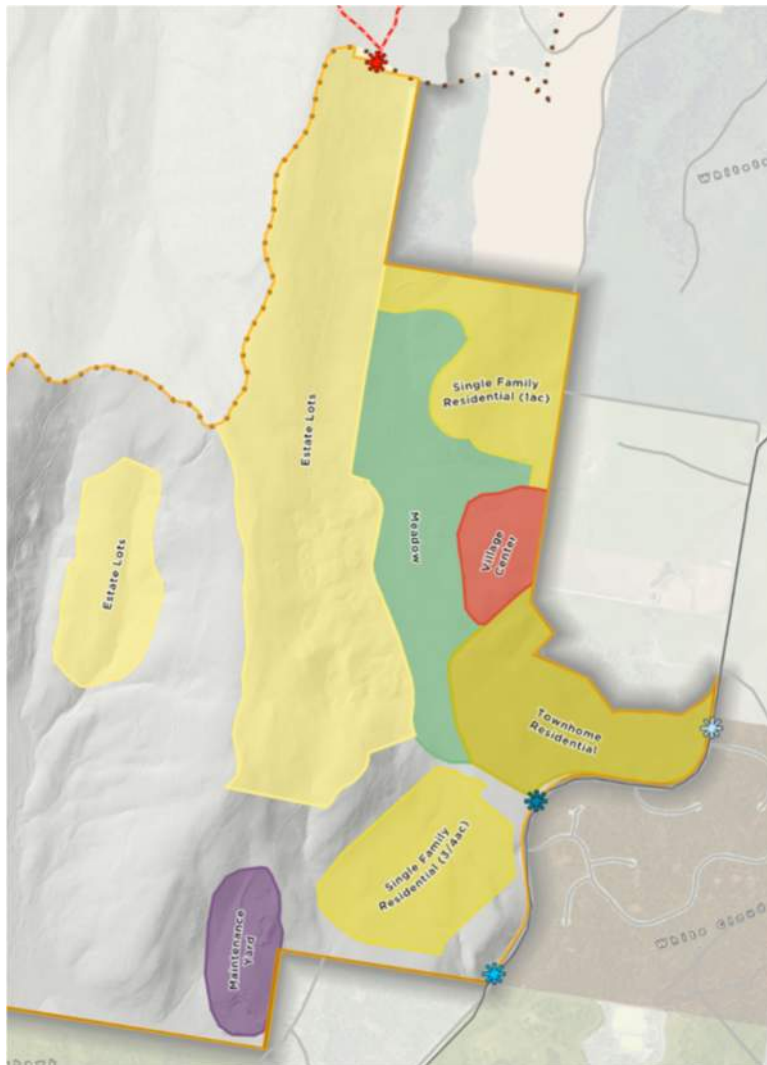 Single Family
Residential (1ac)
Estate Lots
Meadow
Village
Center
Estate Lots
Townhome
Residential
Single Family
Residential (3/4ac)
Maintenance
Yard